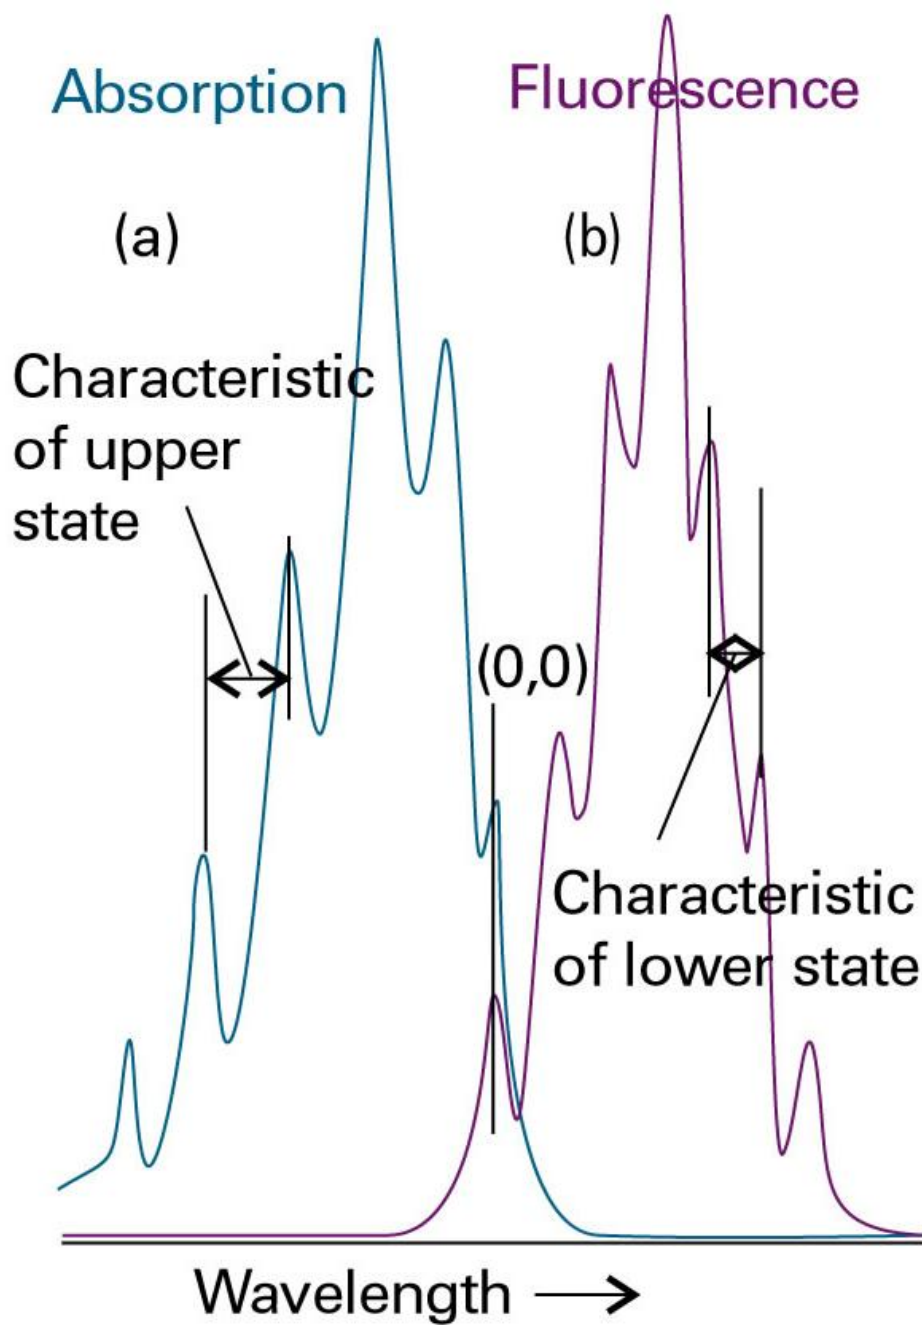 Absorption
Fluorescence
(a)
(b)
Characteristic
of upper
state
(0,0)
Characteristic
of lower state
Wavelength